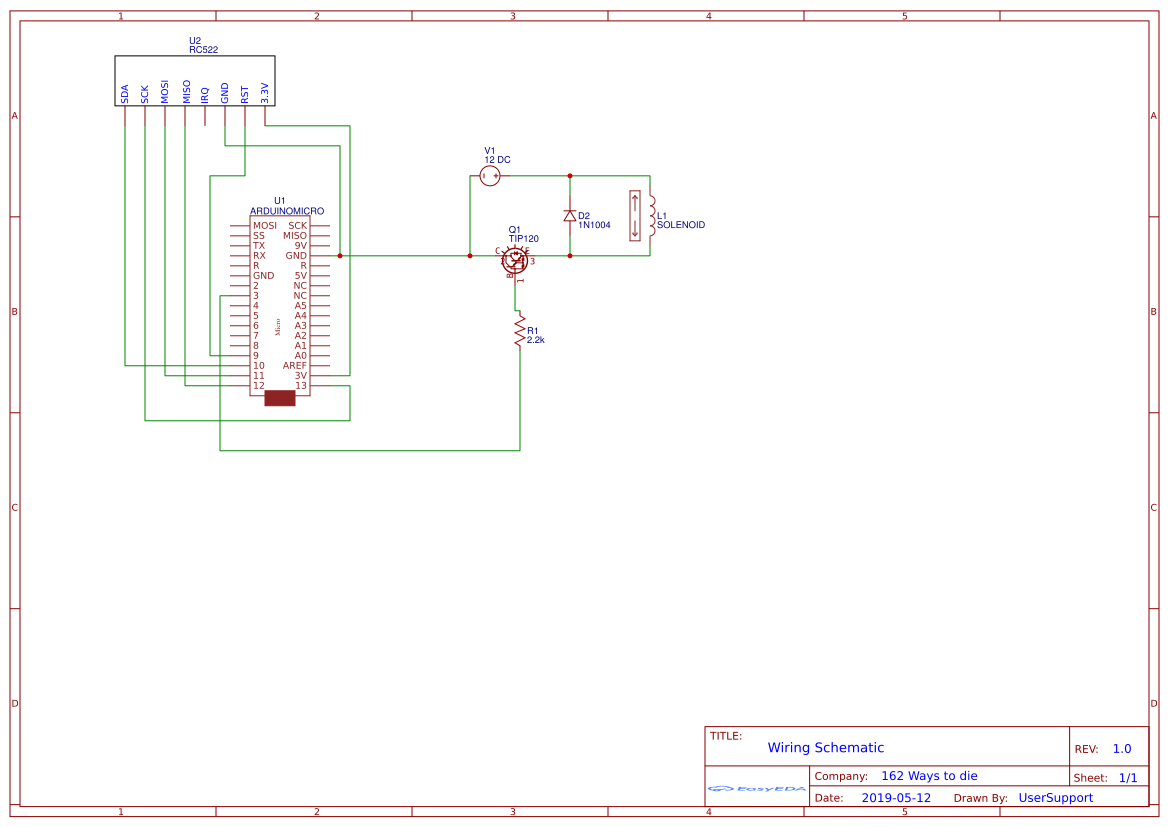 1 2 3 4 5
U2
RC522
SDA SCK MOSI MISO IRQ GND RST 3.3V
A A
V1
12 DC
U1
ARDUINOMICRO
D2
1N1004
L1
SOLENOID
Q1
TIP120
C E
3
B
1
MOSI SCK
SS MISO
TX 9V
RX GND
R R
GND 5V
2 NC
3 NC
4 A5
5 A4
6 A3
7 A2
8 A1
9 A0
10 AREF
11 3V
12 13
Micro
B B
R1
2.2k
C C
D D
TITLE:
Wiring Schematic
REV: 1.0
Company: 162 Ways to die
Sheet: 1/1
EasyEDA
Date: 2019-05-12 Drawn By: UserSupport
1 2 3 4 5